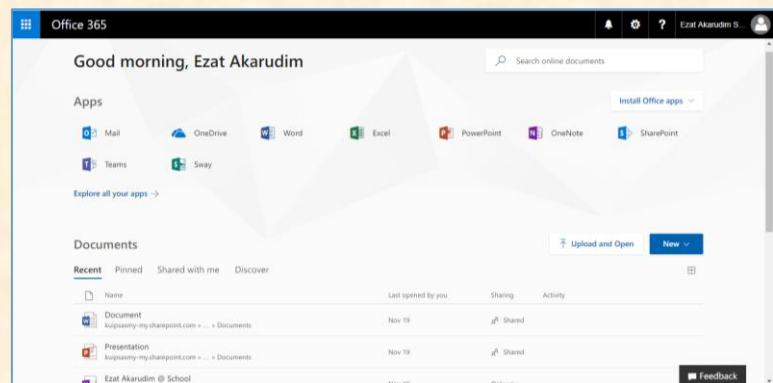 Office 365
? Ezat Akarudim S...
Good morning, Ezat Akarudim
Search online documents
Apps
Install Office apps
Mail
OneDrive
Word
Excel
PowerPoint
OneNote
SharePoint
Teams
Sway
Explore all your apps →
Documents
Upload and Open
New
Recent Pinned Shared with me Discover
Name Last opened by you Sharing Activity
Document
Nov 19 Shared
kuipsaomy-my.sharepoint.com » ... » Documents
Presentation
Nov 19 Shared
kuipsaomy-my.sharepoint.com » ... » Documents
Ezat Akarudim @ School
Feedback